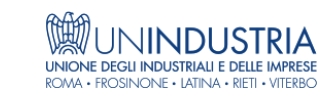 UNINDUSTRIA
UNIONE DEGLI INDUSTRIALI E DELLE IMPRESE
ROMA • FROSINONE • LATINA • RIETI • VITERBO